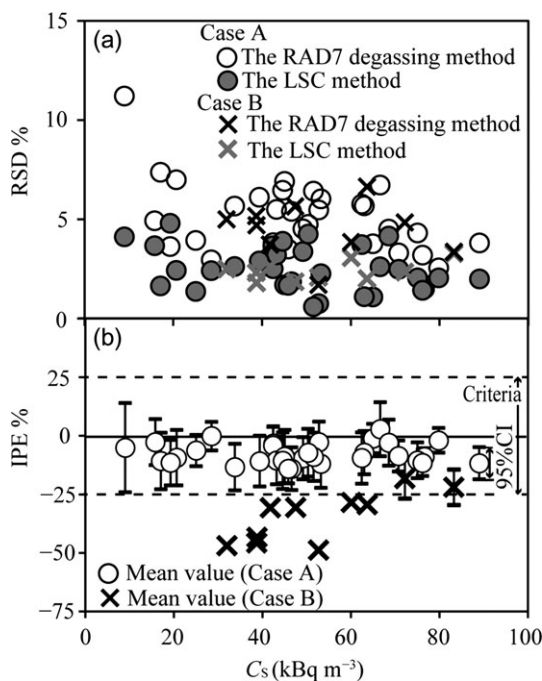 15
(a)
Case A
The RAD7 degassing method
The LSC method
Case B
The RAD7 degassing method
The LSC method
10
RSD %
5
0
(b)
25
Criteria
0
IPE %
95%CI
−25
−50
Mean value (Case A)
Mean value (Case B)
−75
0 20 40 60 80 100
Cs (kBq m⁻³)